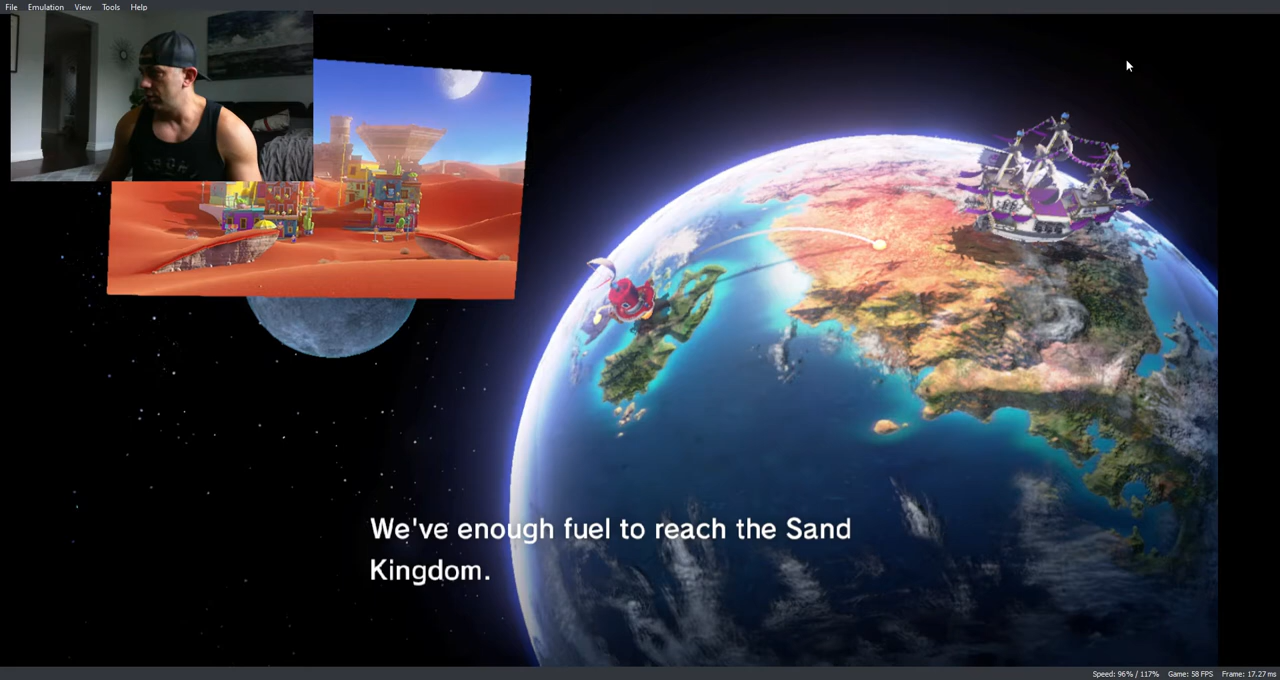 File Emulation View Tools Help
We've enough fuel to reach the Sand
Kingdom.
Speed: 96% / 117% Game: 58 FPS Frame: 17.27 ms